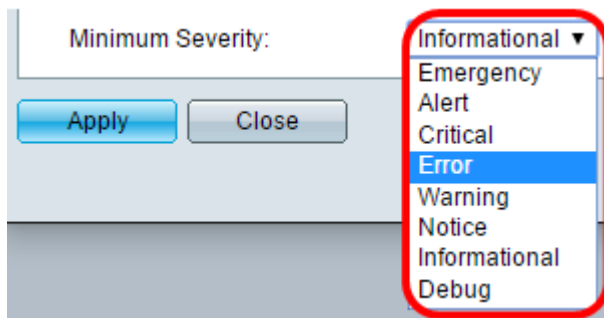 Minimum Severity:
Informational ▼
Emergency
Alert
Critical
Error
Warning
Notice
Informational
Debug
Apply
Close